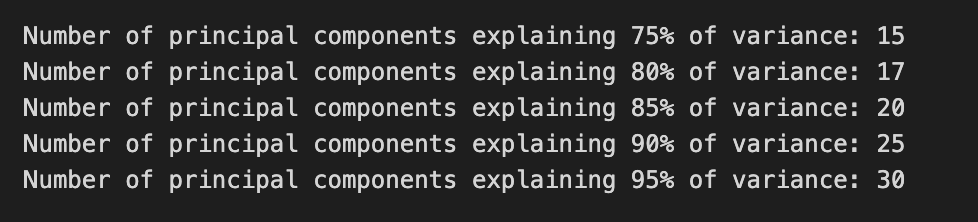 Number of principal components explaining 75% of variance: 15
Number of principal components explaining 80% of variance: 17
Number of principal components explaining 85% of variance: 20
Number of principal components explaining 90% of variance: 25
Number of principal components explaining 95% of variance: 30